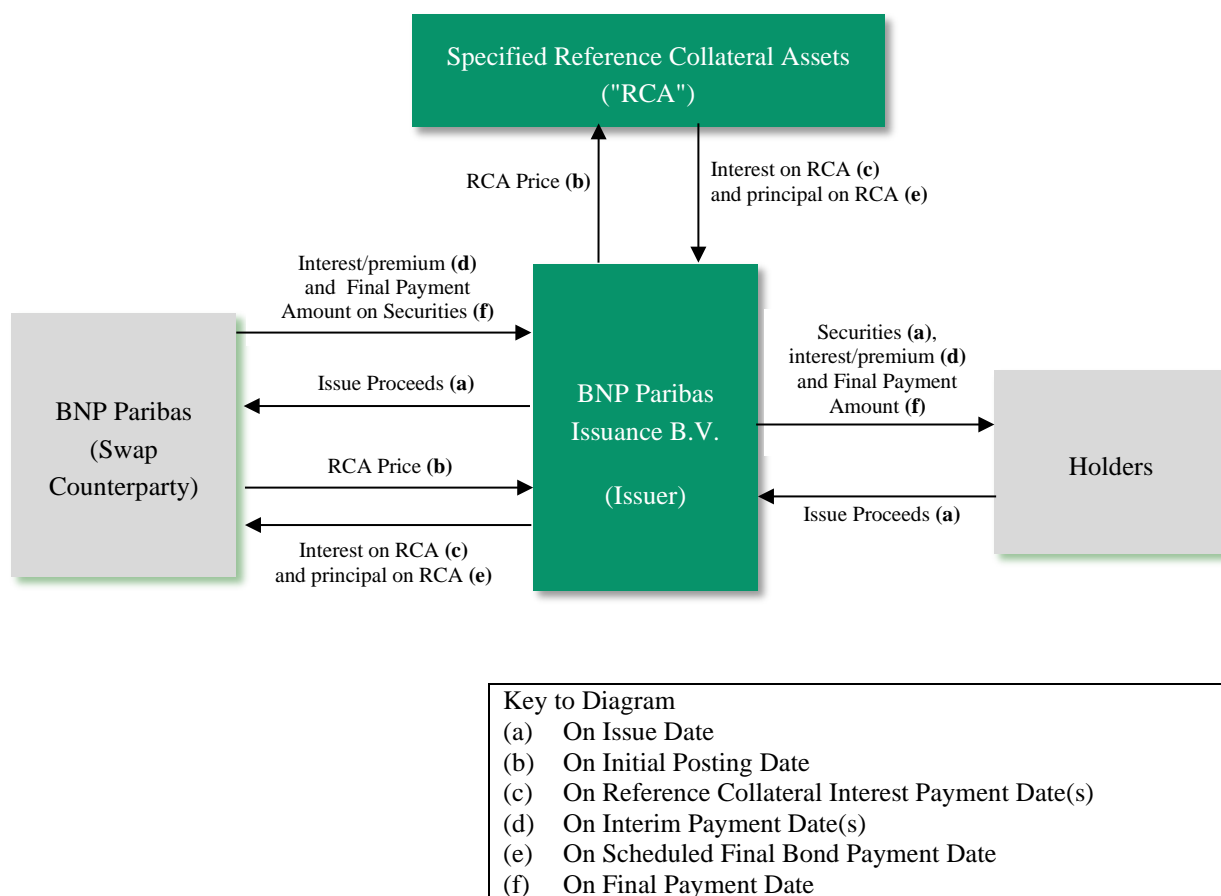 Specified Reference Collateral Assets
("RCA")
RCA Price (b)
Interest on RCA (c)
and principal on RCA (e)
Interest/premium (d)
and Final Payment
Amount on Securities (f)
Issue Proceeds (a)
RCA Price (b)
Interest on RCA (c)
and principal on RCA (e)
BNP Paribas
(Swap
Counterparty)
BNP Paribas
Issuance B.V.
(Issuer)
Securities (a),
interest/premium (d)
and Final Payment
Amount (f)
Issue Proceeds (a)
Holders
Key to Diagram
(a) On Issue Date
(b) On Initial Posting Date
(c) On Reference Collateral Interest Payment Date(s)
(d) On Interim Payment Date(s)
(e) On Scheduled Final Bond Payment Date
(f) On Final Payment Date